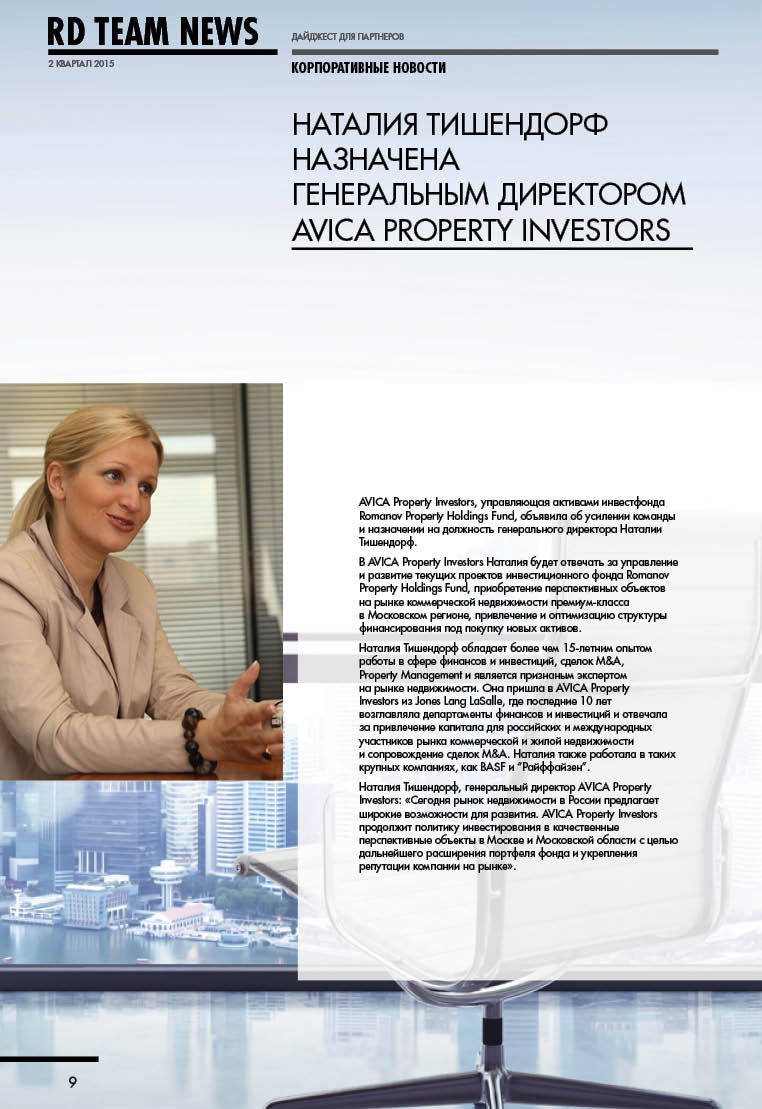 RD TEAM NEWS
ДАЙДЖЕСТ ДЛЯ ПАРТНЕРОВ
2 КВАРТАЛ 2015
КОРПОРАТИВНЫЕ НОВОСТИ
НАТАЛИЯ ТИШЕНДОРФ
НАЗНАЧЕНА
ГЕНЕРАЛЬНЫМ ДИРЕКТОРОМ
AVICA PROPERTY INVESTORS
AVICA Property Investors, управляющая активами инвестфонда
Romanov Property Holdings Fund, объявила об усилении команды
и назначении на должность генерального директора Наталии
Тишендорф.
В AVICA Property Investors Наталия будет отвечать за управление
и развитие текущих проектов инвестиционного фонда Romanov
Property Holdings Fund, приобретение перспективных объектов
на рынке коммерческой недвижимости премиум-класса
в Московском регионе, привлечение и оптимизацию структуры
финансирования под покупку новых активов.
Наталия Тишендорф обладает более чем 15-летним опытом
работы в сфере финансов и инвестиций, сделок M&A,
Property Management и является признаным экспертом
на рынке недвижимости. Она пришла в AVICA Property
Investors из Jones Lang LaSalle, где последние 10 лет
возглавляла департаменты финансов и инвестиций и отвечала
за привлечение капитала для российских и международных
участников рынка коммерческой и жилой недвижимости
и сопровождение сделок M&A. Наталия также работала в таких
крупных компаниях, как BASF и “Райффайзен”.
Наталия Тишендорф, генеральный директор AVICA Property
Investors: «Сегодня рынок недвижимости в России предлагает
широкие возможности для развития. AVICA Property Investors
продолжит политику инвестирования в качественные
перспективные объекты в Москве и Московской области с целью
дальнейшего расширения портфеля фонда и укрепления
репутации компании на рынке».
9